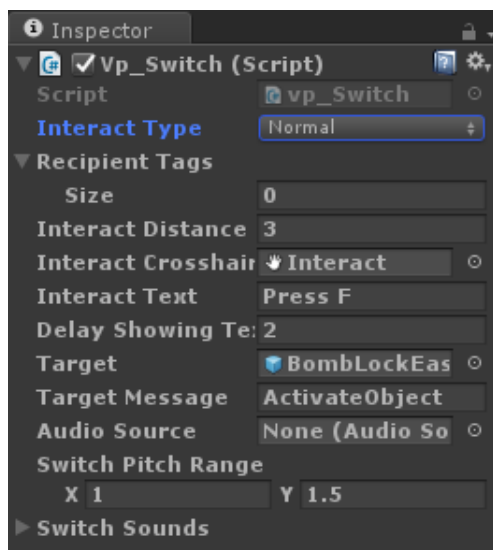 Inspector
Vp_Switch (Script)
Script vp_Switch
Interact Type Normal
Recipient Tags
Size 0
Interact Distance 3
Interact Crosshair Interact
Interact Text Press F
Delay Showing Te: 2
Target BombLockEas
Target Message ActivateObject
Audio Source None (Audio So
Switch Pitch Range
X 1 Y 1.5
Switch Sounds